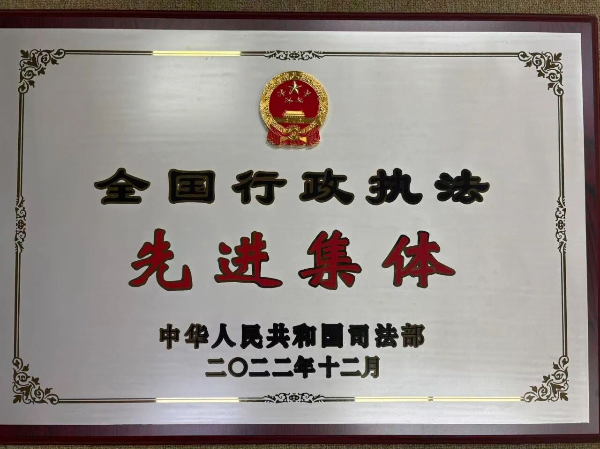 全国行政执法
先进集体
中华人民共和国司法部
二〇二二年十二月